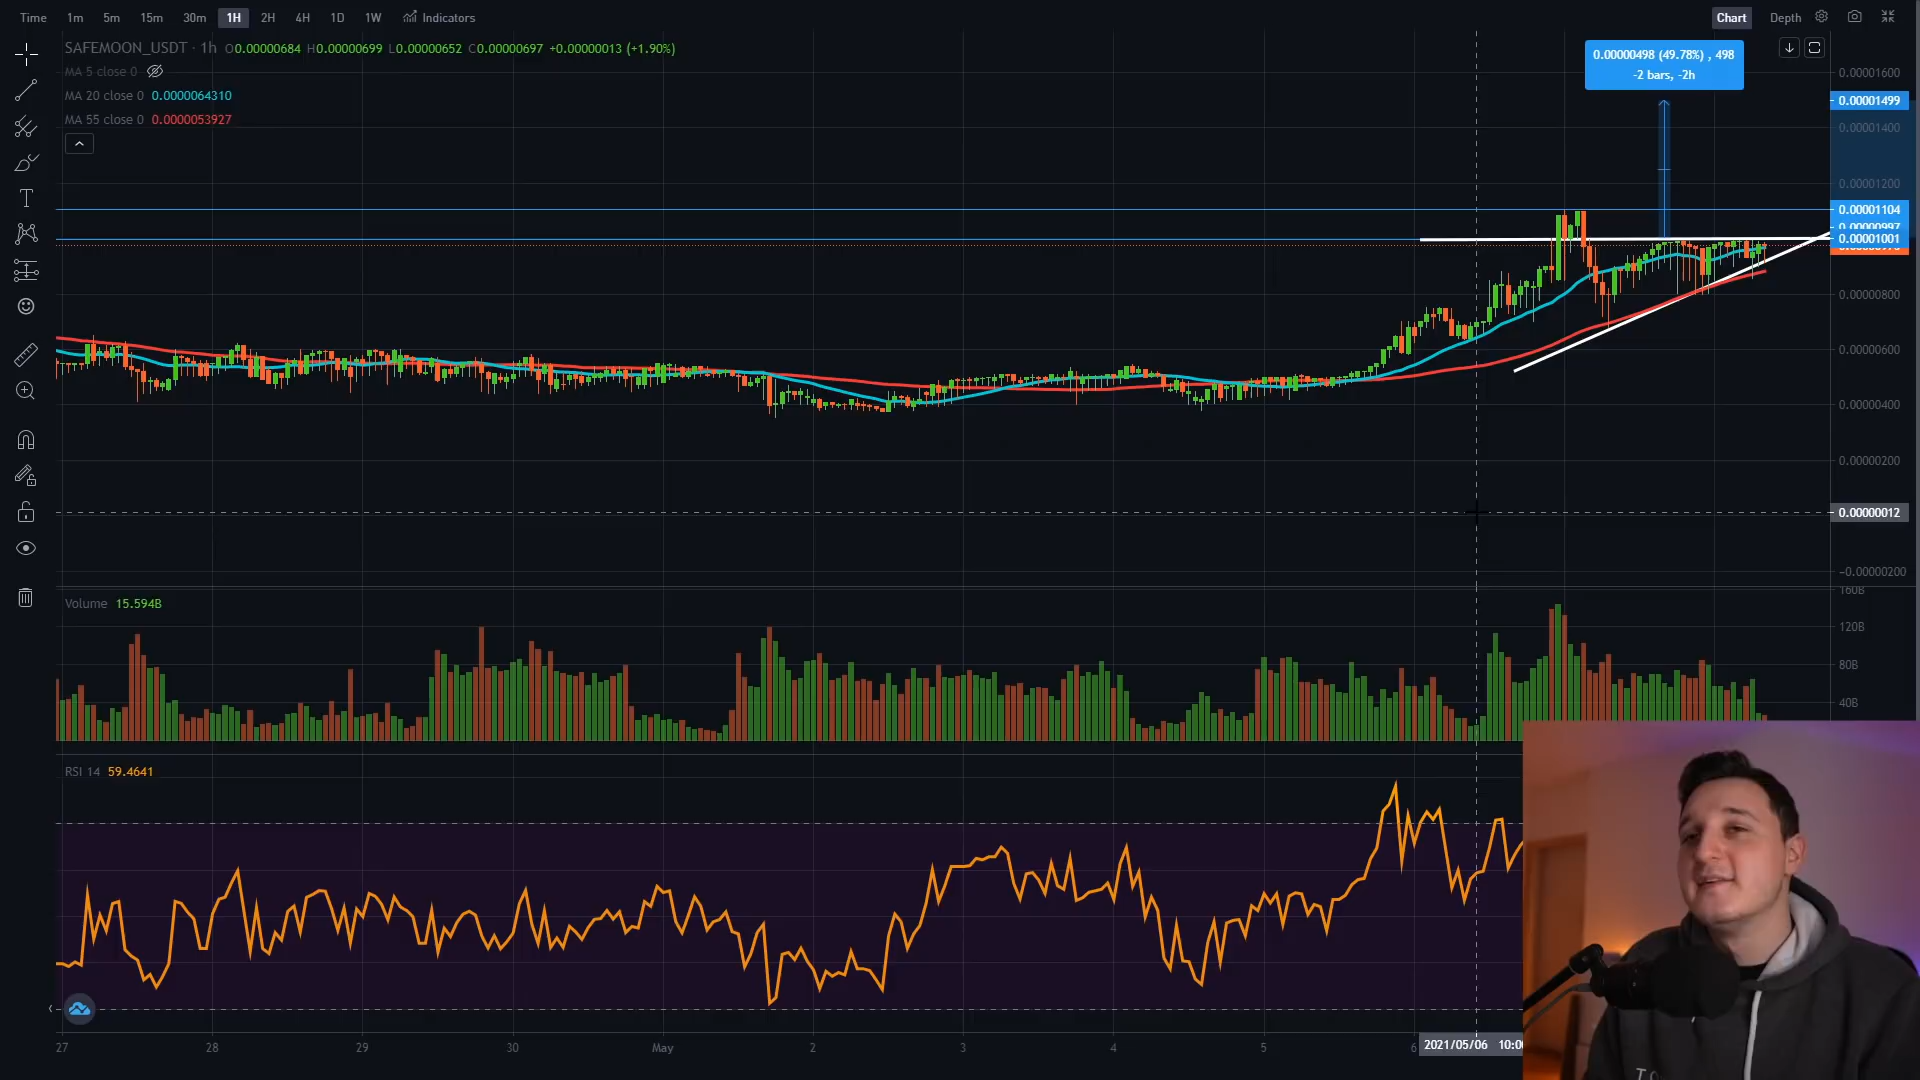 Time 1m 5m 15m 30m 1H 2H 4H 1D 1W Indicators Chart Depth
SAFEMOON_USDT · 1h O0.00000684 H0.00000699 L0.00000652 C0.00000697 +0.00000013 (+1.90%)
MA 5 close 0
MA 20 close 0 0.0000064310
MA 55 close 0 0.0000053927
0.00000498 (49.78%) , 498
-2 bars, -2h
0.00001600
0.00001499
0.00001400
0.00001200
0.00001104
0.00000997
0.00001001
0.00000800
0.00000600
0.00000400
0.00000200
0.00000012
-0.00000200
Volume 15.594B
160B
120B
80B
40B
RSI 14 59.4641
27 28 29 30 May 2 3 4 5 6 2021/05/06